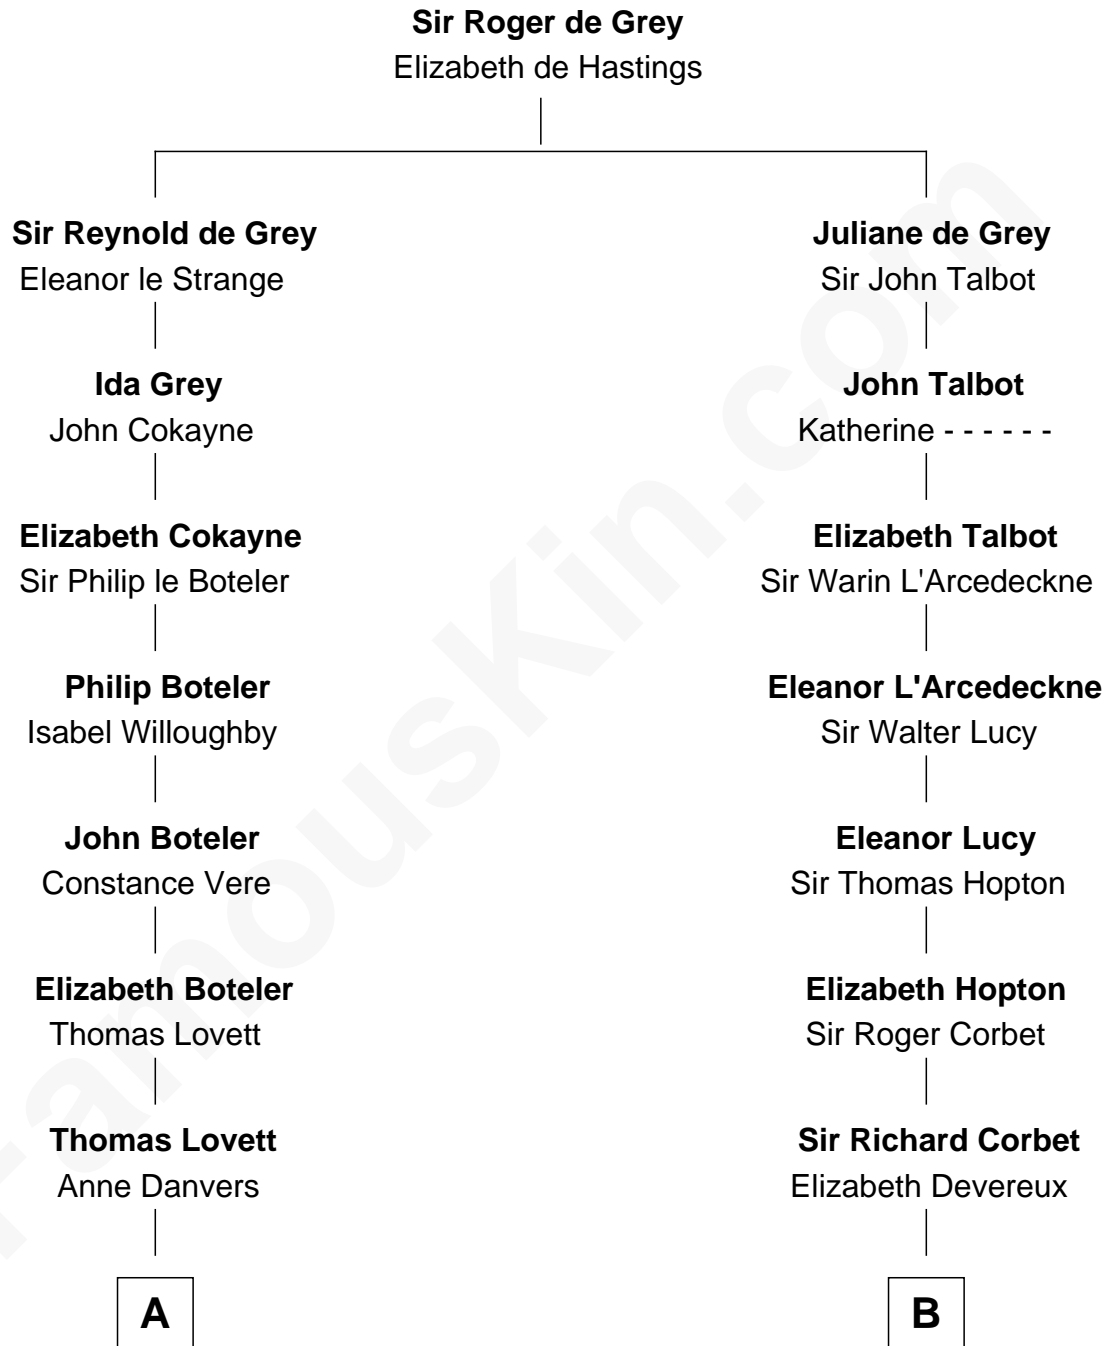 Sir Roger de Grey
Elizabeth de Hastings
Sir Reynold de Grey
Eleanor le Strange
Juliane de Grey
Sir John Talbot
Ida Grey
John Cokayne
John Talbot
Katherine - - - - - -
Elizabeth Cokayne
Sir Philip le Boteler
Elizabeth Talbot
Sir Warin L'Arcedeckne
Philip Boteler
Isabel Willoughby
Eleanor L'Arcedeckne
Sir Walter Lucy
John Boteler
Constance Vere
Eleanor Lucy
Sir Thomas Hopton
Elizabeth Boteler
Thomas Lovett
Elizabeth Hopton
Sir Roger Corbet
Thomas Lovett
Anne Danvers
Sir Richard Corbet
Elizabeth Devereux
A
B
FamousKin.com